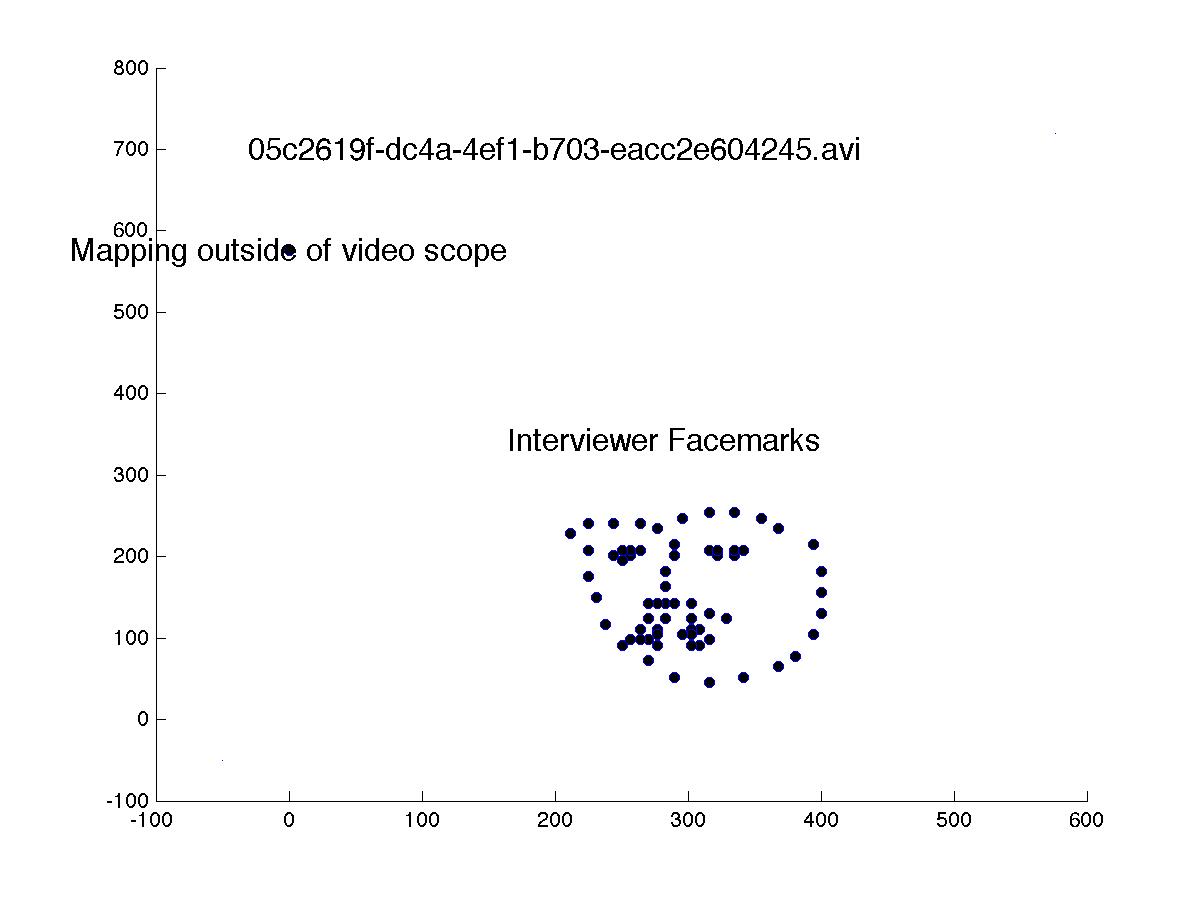 800
700
05c2619f-dc4a-4ef1-b703-eacc2e604245.avi
600
Mapping outside of video scope
500
400
Interviewer Facemarks
300
200
100
0
-100
-100 0 100 200 300 400 500 600